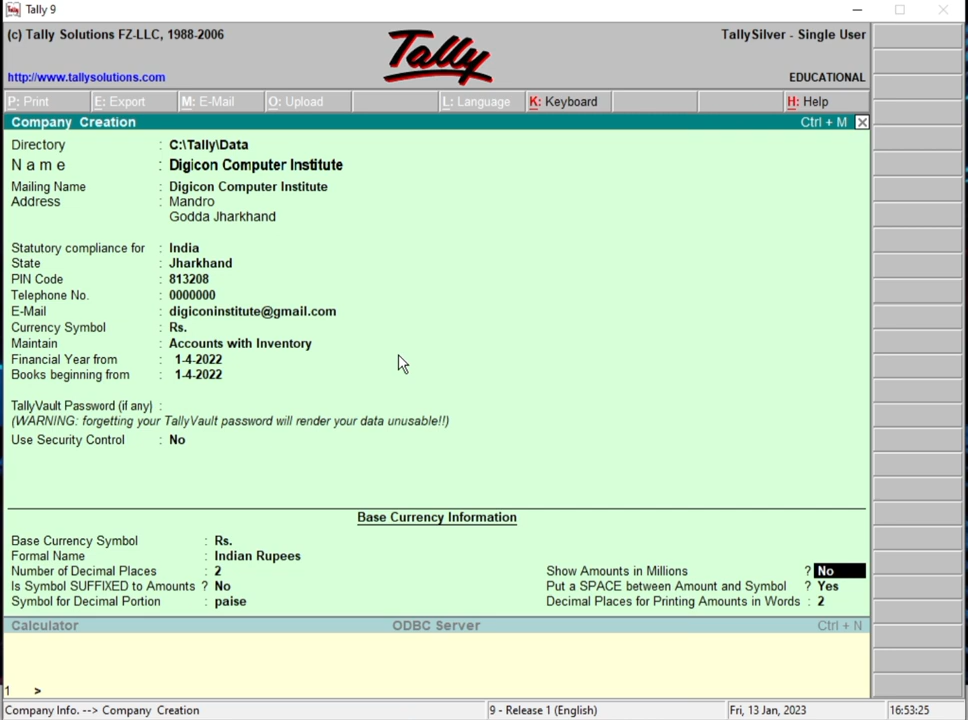 Tally 9
(c) Tally Solutions FZ-LLC, 1988-2006
Tally
TallySilver - Single User
http://www.tallysolutions.com
EDUCATIONAL
P: Print E: Export M: E-Mail O: Upload L: Language K: Keyboard H: Help
Company Creation Ctrl + M
Directory : C:\Tally\Data
Name : Digicon Computer Institute
Mailing Name : Digicon Computer Institute
Address : Mandro
Godda Jharkhand
Statutory compliance for : India
State : Jharkhand
PIN Code : 813208
Telephone No. : 0000000
E-Mail : digiconinstitute@gmail.com
Currency Symbol : Rs.
Maintain : Accounts with Inventory
Financial Year from : 1-4-2022
Books beginning from : 1-4-2022
TallyVault Password (if any) :
(WARNING: forgetting your TallyVault password will render your data unusable!!)
Use Security Control : No
Base Currency Information
Base Currency Symbol : Rs.
Formal Name : Indian Rupees
Number of Decimal Places : 2 Show Amounts in Millions ? No
Is Symbol SUFFIXED to Amounts ? No Put a SPACE between Amount and Symbol ? Yes
Symbol for Decimal Portion : paise Decimal Places for Printing Amounts in Words : 2
Calculator ODBC Server Ctrl + N
1 >
Company Info. --> Company Creation 9 - Release 1 (English) Fri, 13 Jan, 2023 16:53:25